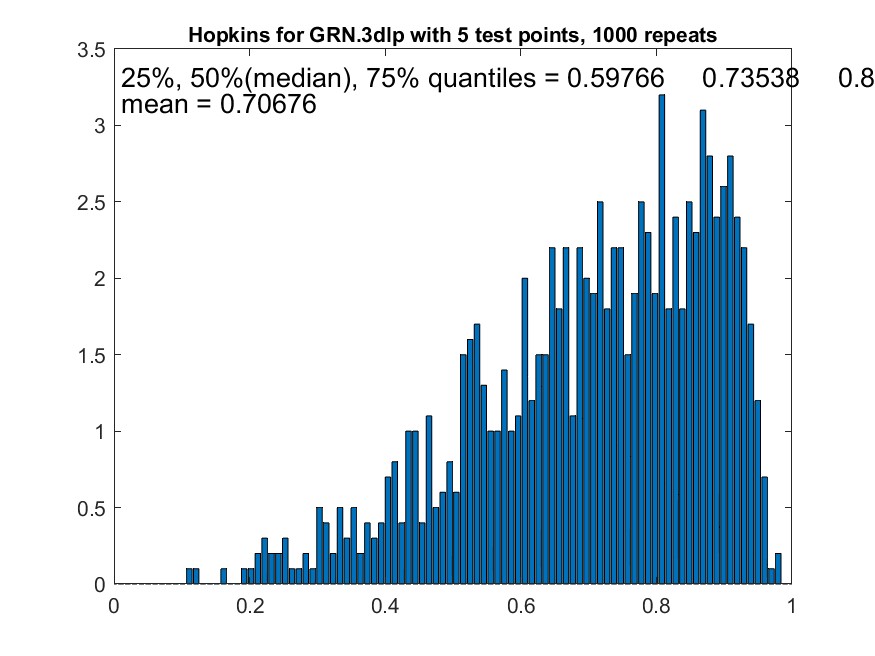 Hopkins for GRN.3dlp with 5 test points, 1000 repeats
25%, 50%(median), 75% quantiles = 0.59766 0.73538 0.8
mean = 0.70676
3.5
3
2.5
2
1.5
1
0.5
0
0 0.2 0.4 0.6 0.8 1